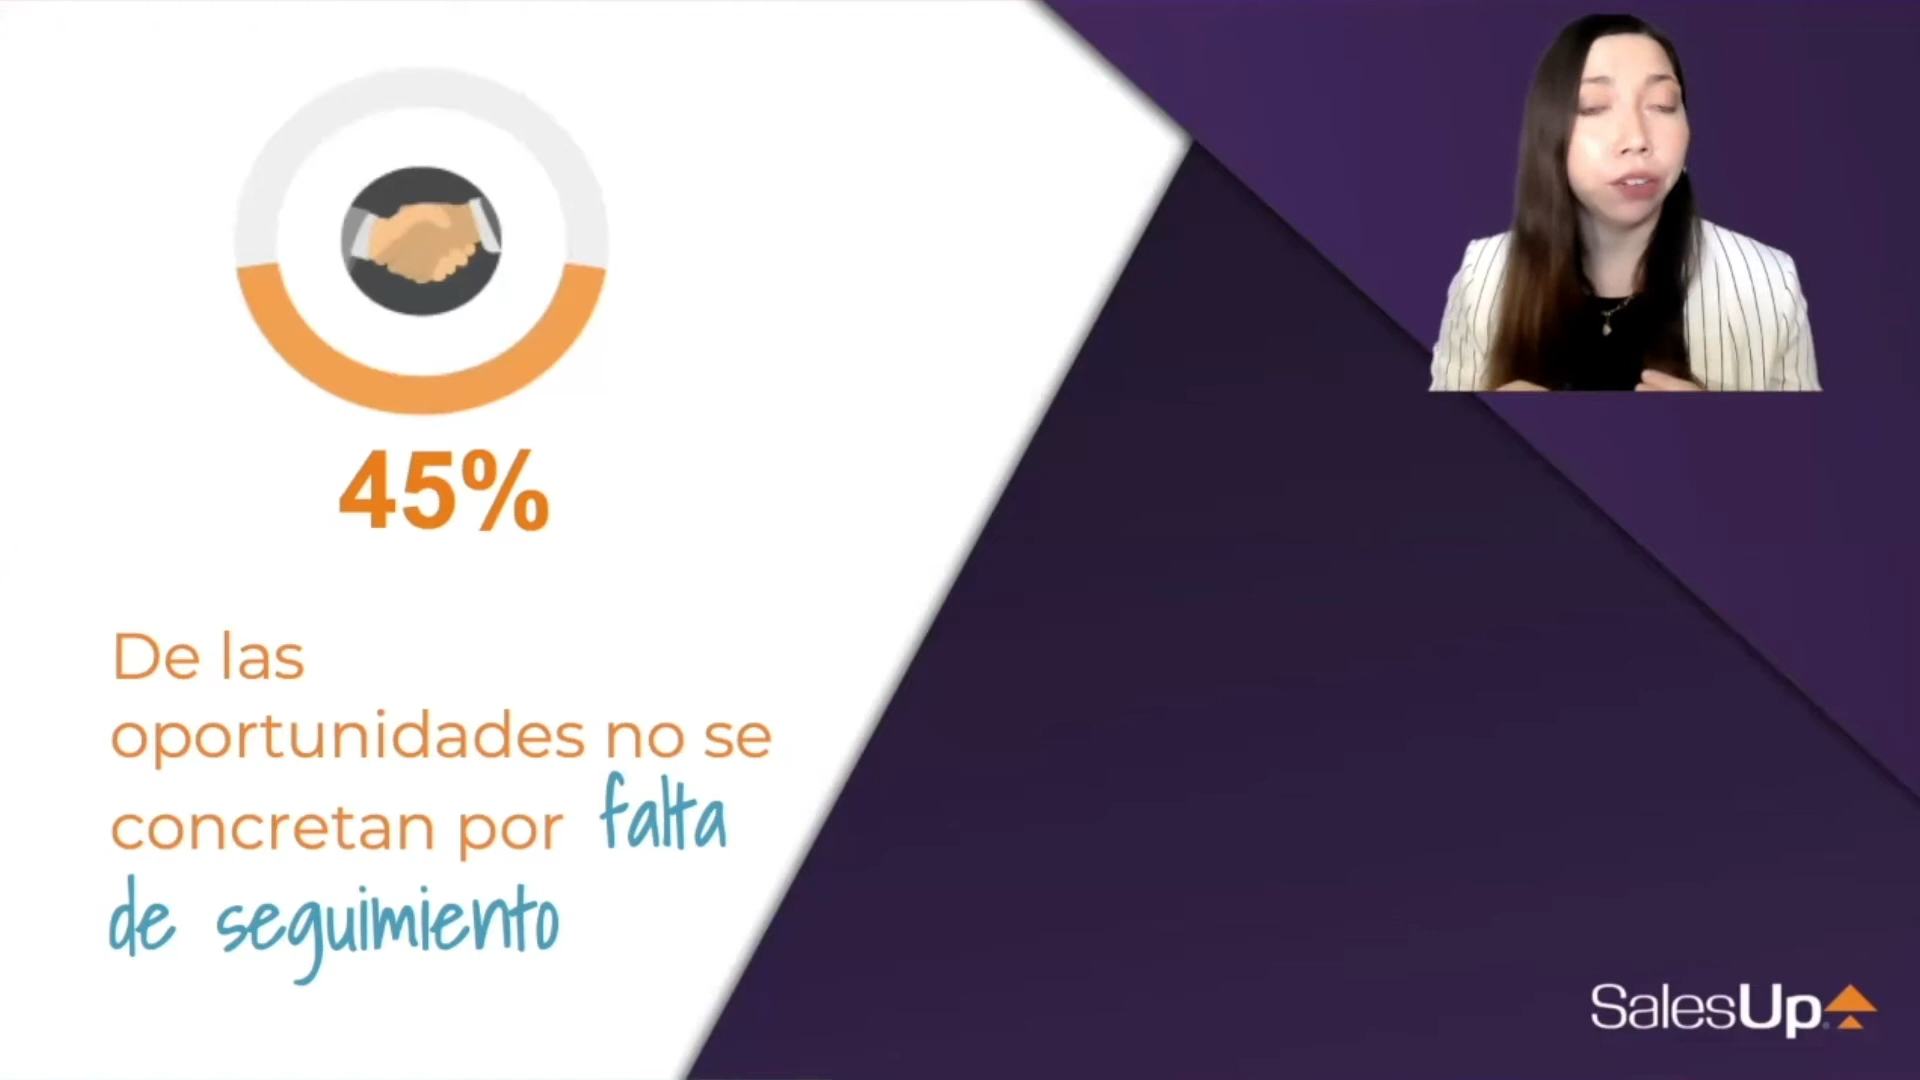 45%
De las
oportunidades no se
concretan por falta
de seguimiento
SalesUp